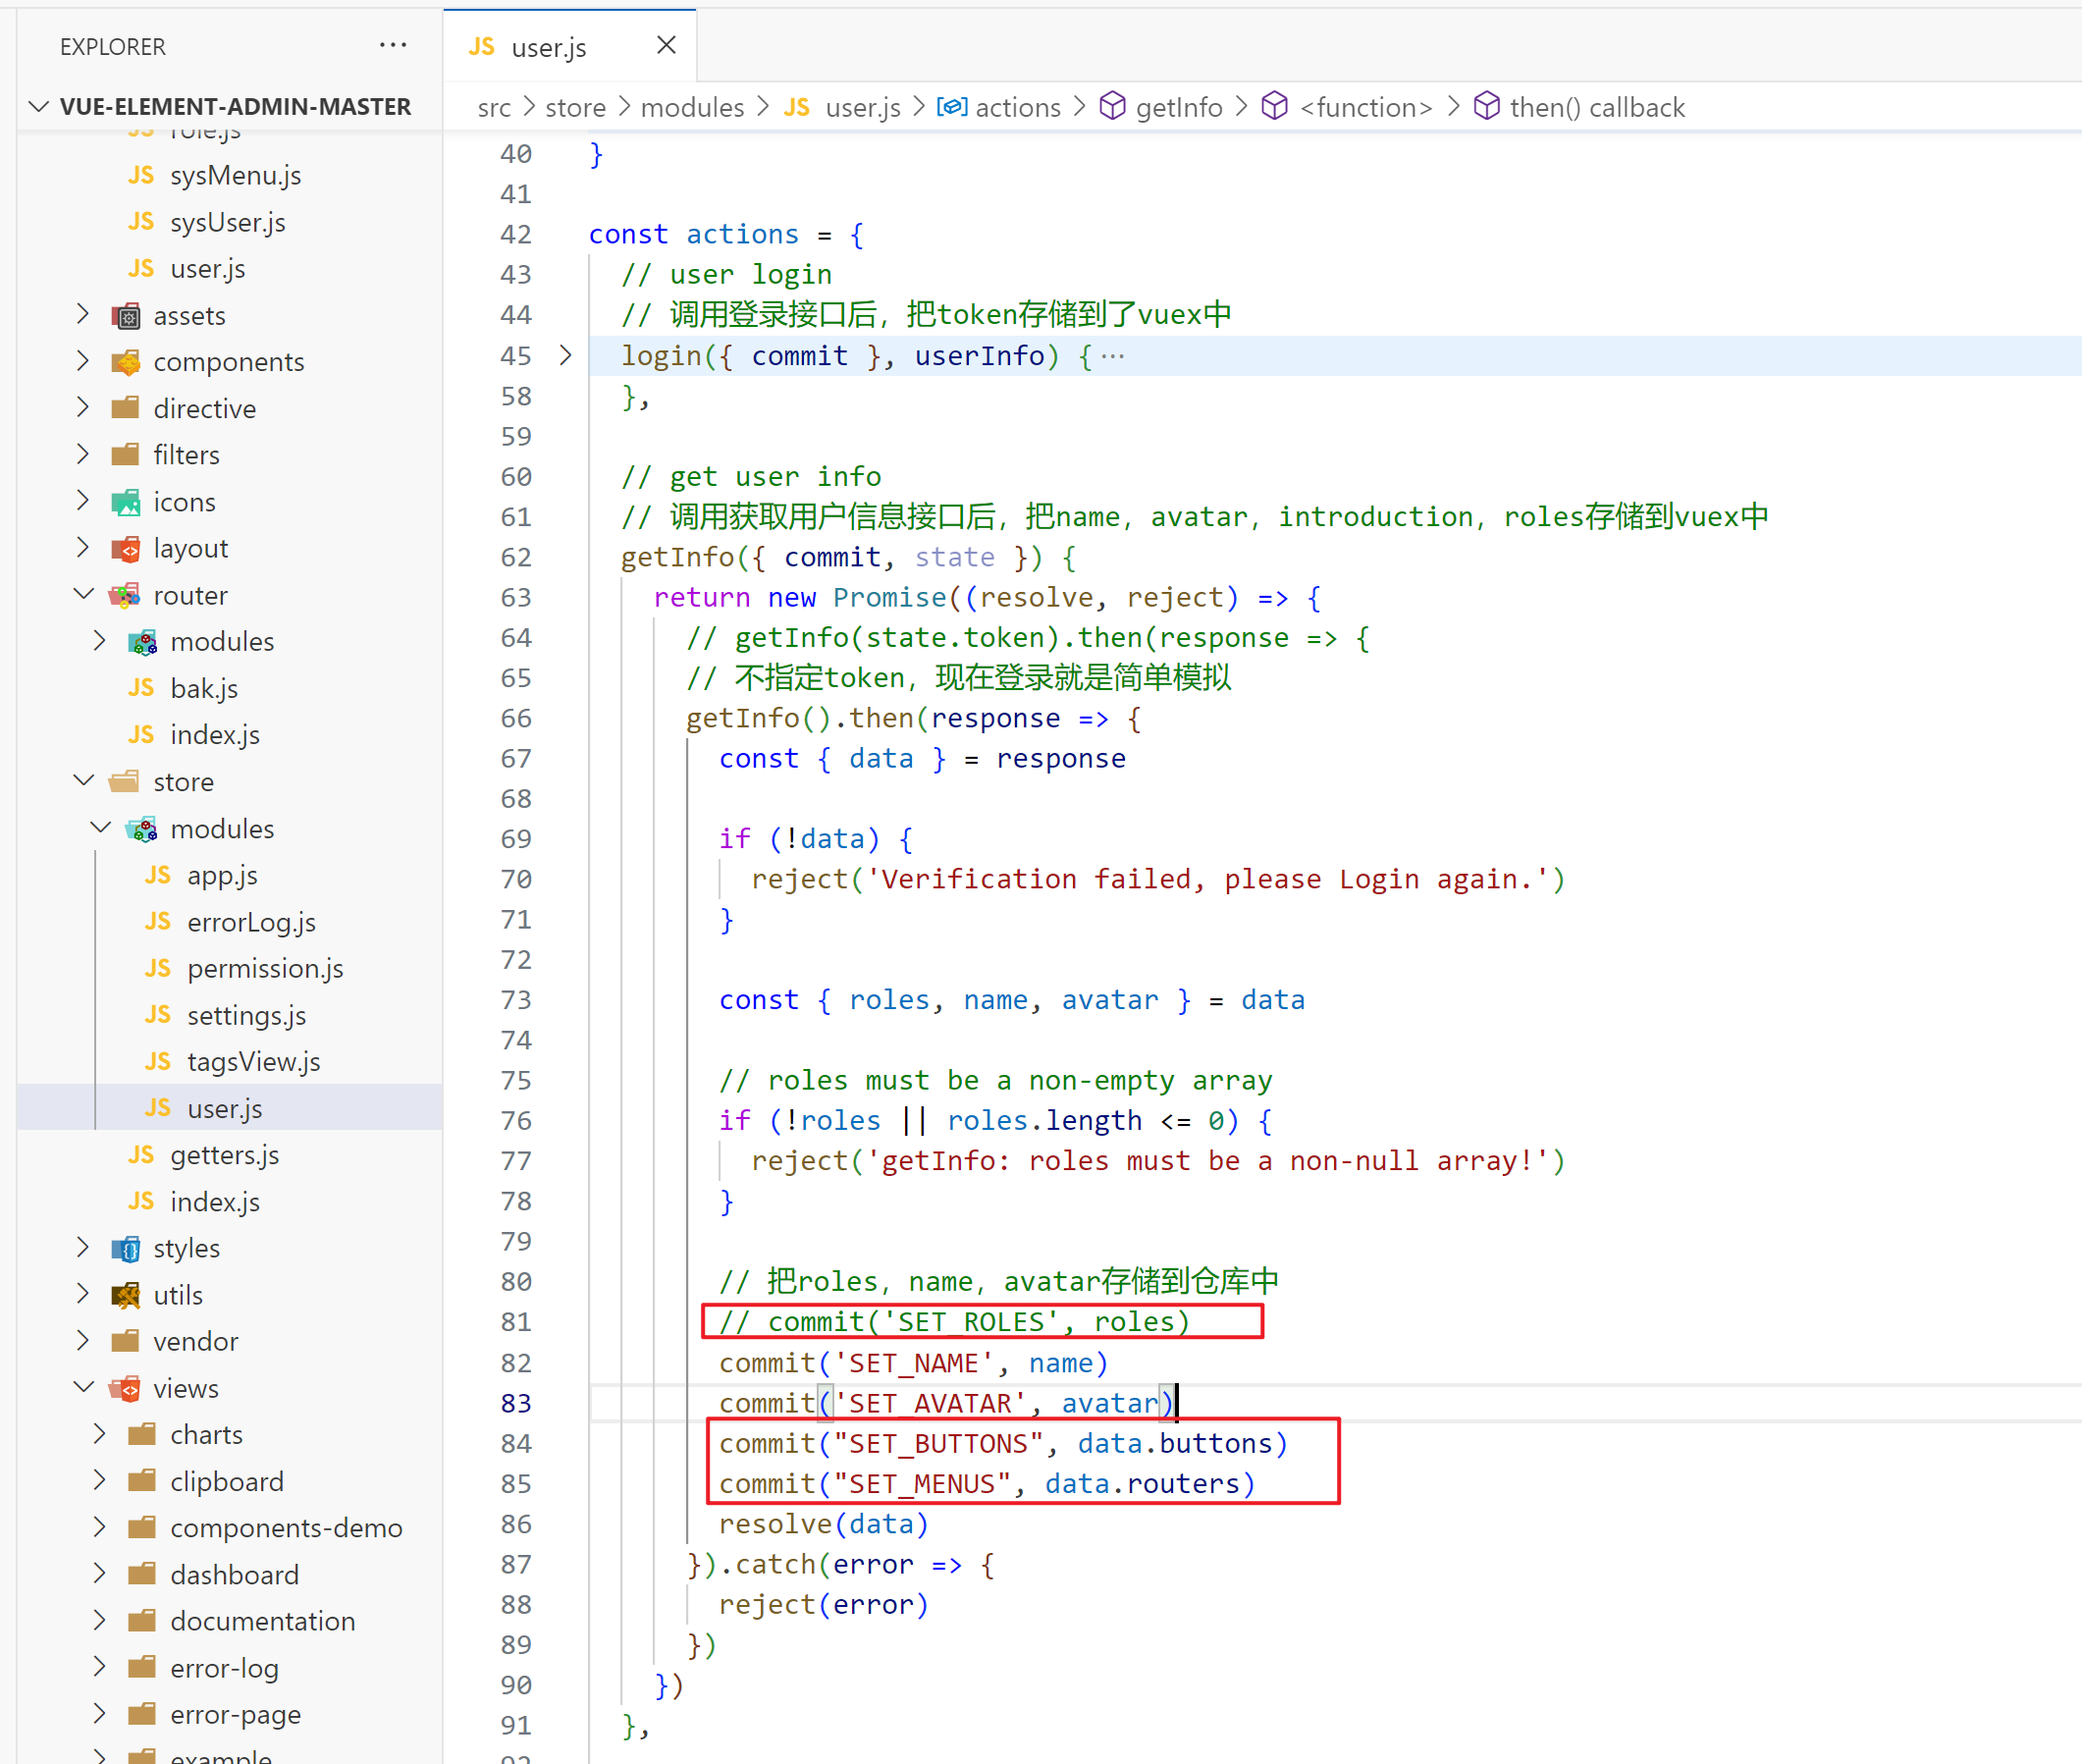 EXPLORER
VUE-ELEMENT-ADMIN-MASTER
role.js
sysMenu.js
sysUser.js
user.js
assets
components
directive
filters
icons
layout
router
modules
bak.js
index.js
store
modules
app.js
errorLog.js
permission.js
settings.js
tagsView.js
user.js
getters.js
index.js
styles
utils
vendor
views
charts
clipboard
components-demo
dashboard
documentation
error-log
error-page
example
JS user.js
src > store > modules > JS user.js > actions > getInfo > <function> > then() callback
40 }
41
42 const actions = {
43 // user login
44 // 调用登录接口后，把token存储到了vuex中
45 login({ commit }, userInfo) { ···
58 },
59
60 // get user info
61 // 调用获取用户信息接口后，把name，avatar，introduction，roles存储到vuex中
62 getInfo({ commit, state }) {
63 return new Promise((resolve, reject) => {
64 // getInfo(state.token).then(response => {
65 // 不指定token，现在登录就是简单模拟
66 getInfo().then(response => {
67 const { data } = response
68
69 if (!data) {
70 reject('Verification failed, please Login again.')
71 }
72
73 const { roles, name, avatar } = data
74
75 // roles must be a non-empty array
76 if (!roles || roles.length <= 0) {
77 reject('getInfo: roles must be a non-null array!')
78 }
79
80 // 把roles，name，avatar存储到仓库中
81 // commit('SET_ROLES', roles)
82 commit('SET_NAME', name)
83 commit('SET_AVATAR', avatar)
84 commit("SET_BUTTONS", data.buttons)
85 commit("SET_MENUS", data.routers)
86 resolve(data)
87 }).catch(error => {
88 reject(error)
89 })
90 })
91 },
92